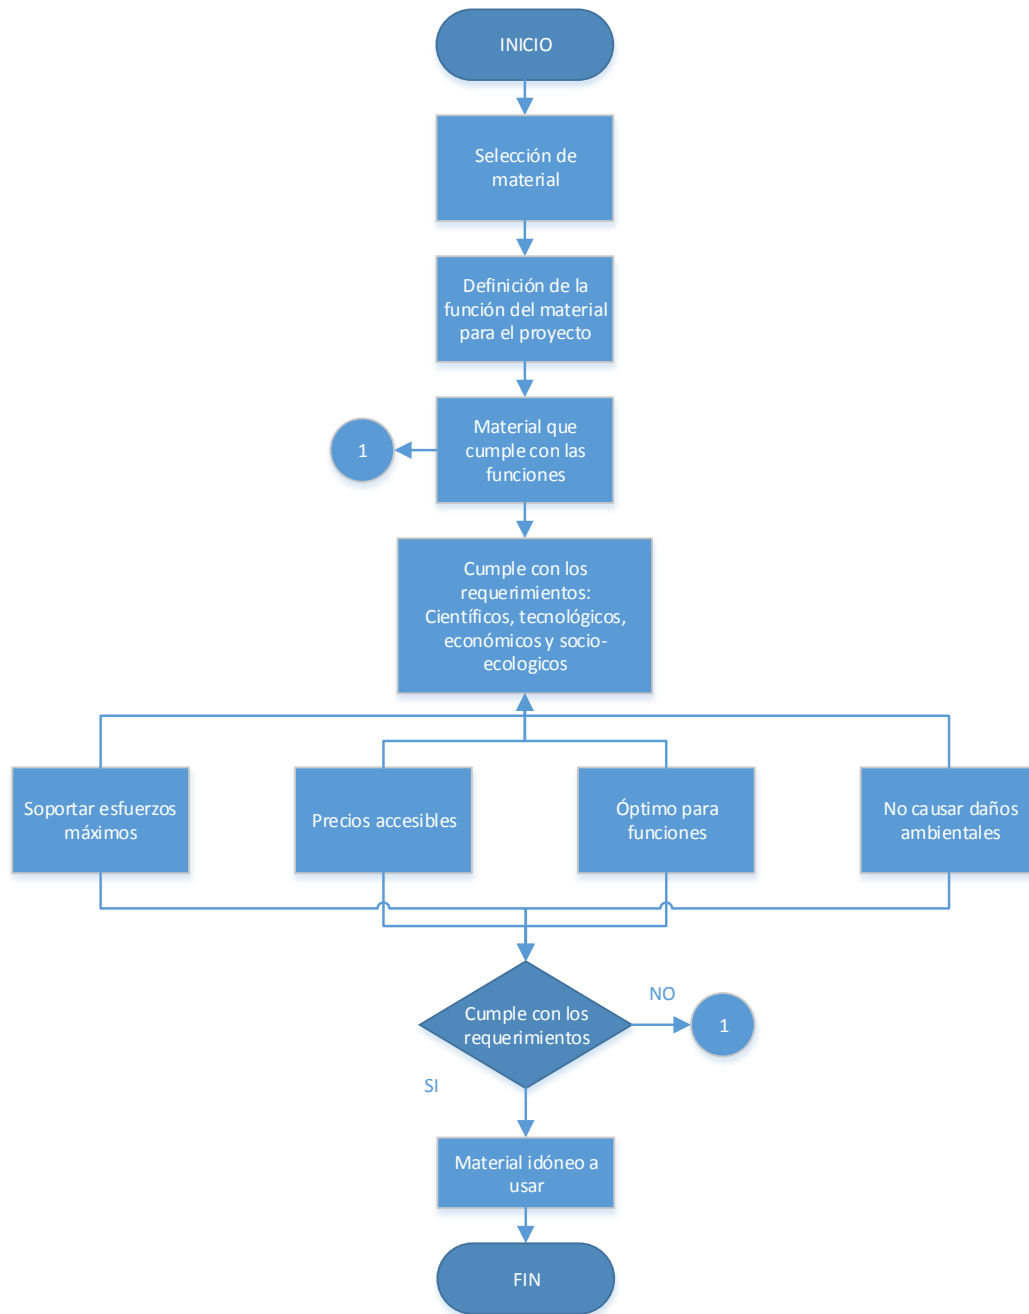 INICIO
Selección de
material
Definición de la
función del material
para el proyecto
Material que
cumple con las
funciones
1
Cumple con los
requerimientos:
Científicos, tecnológicos,
económicos y socio-
ecologicos
Soportar esfuerzos
máximos
Precios accesibles
Óptimo para
funciones
No causar daños
ambientales
Cumple con los
requerimientos
NO
1
SI
Material idóneo a
usar
FIN